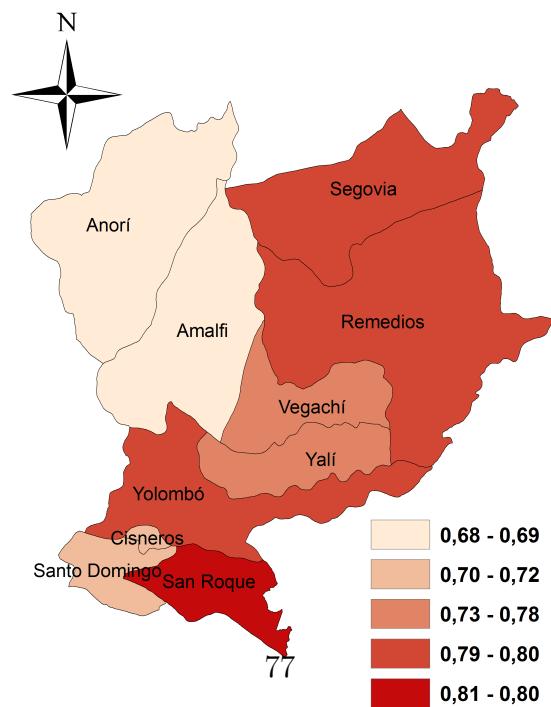 N
Segovia
Anorí
Remedios
Amalfi
Vegachí
Yalí
Yolombó
Cisneros
Santo Domingo
San Roque
77
0,68 - 0,69
0,70 - 0,72
0,73 - 0,78
0,79 - 0,80
0,81 - 0,80